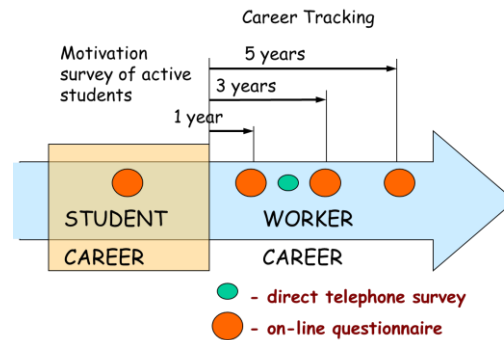 Career Tracking
Motivation
survey of active
students
5 years
3 years
1 year
STUDENT
CAREER
WORKER
CAREER
- direct telephone survey
- on-line questionnaire